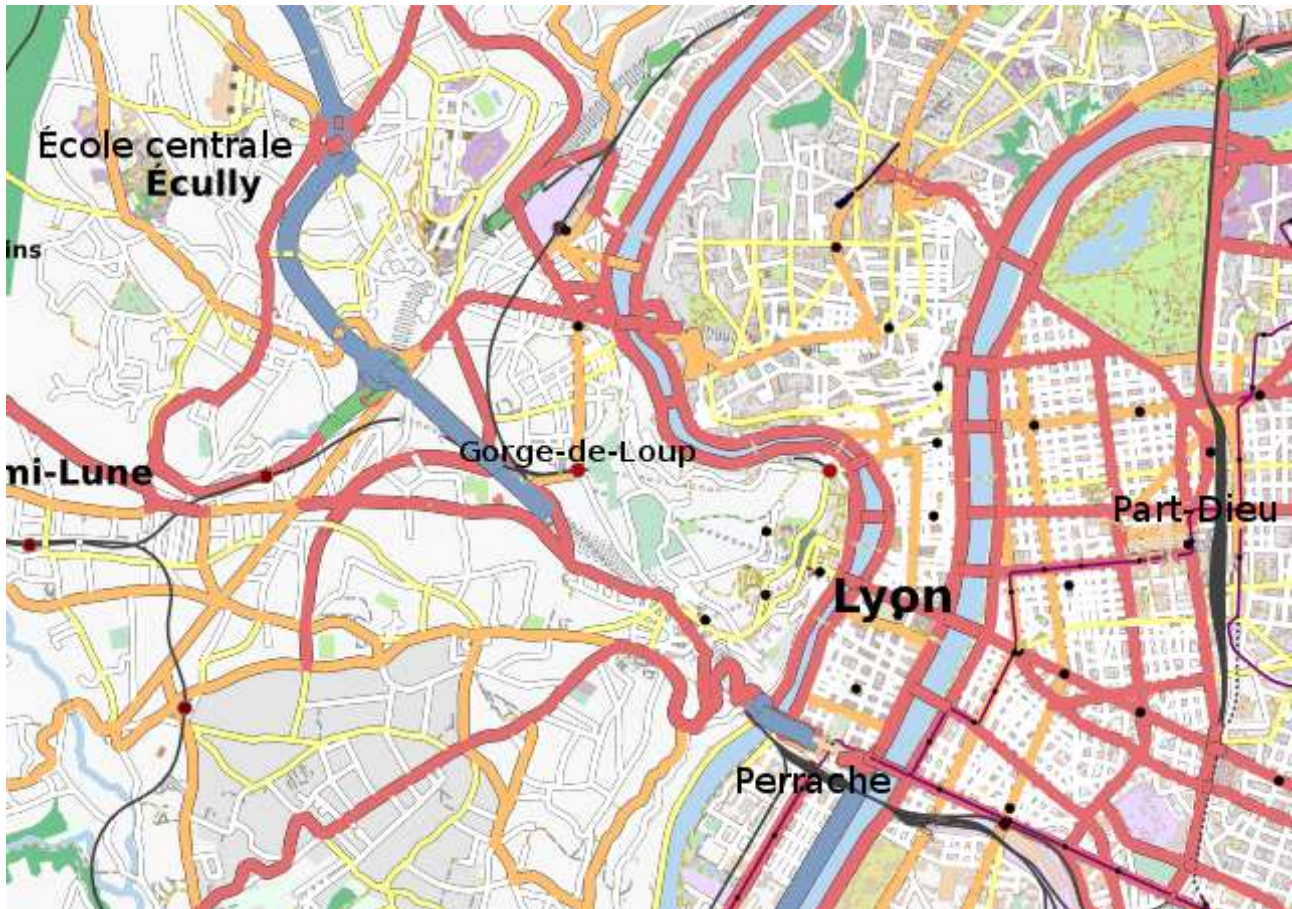 École centrale
Écully
ins
Gorge-de-Loup
mi-Lune
Part-Dieu
Lyon
Perrache